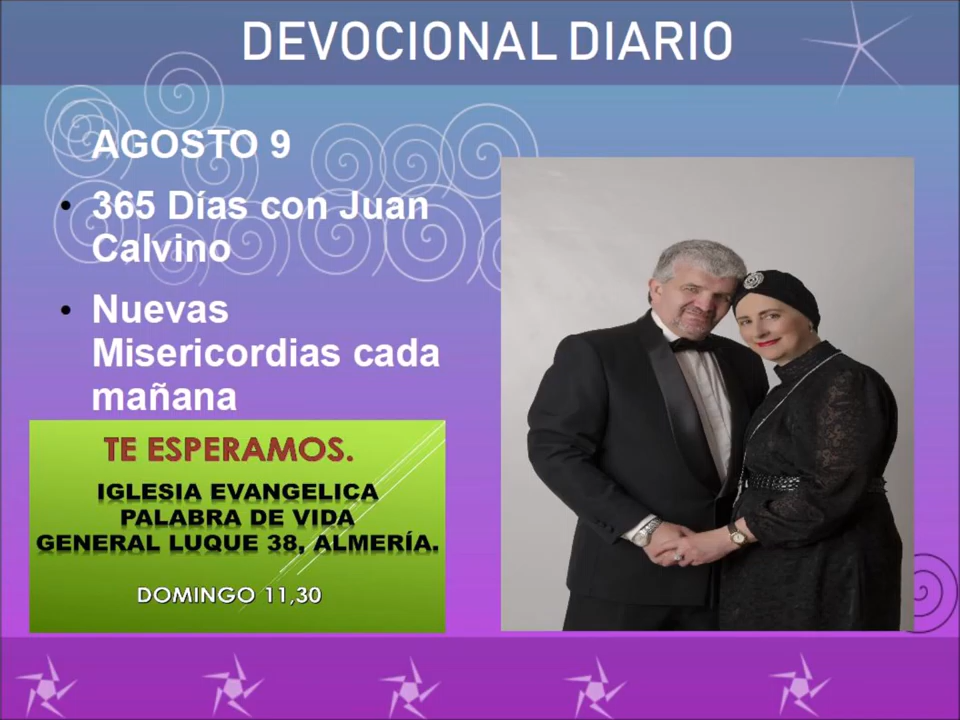 DEVOCIONAL DIARIO
AGOSTO 9
• 365 Días con Juan
Calvino
• Nuevas
Misericordias cada
mañana
TE ESPERAMOS.
IGLESIA EVANGELICA
PALABRA DE VIDA
GENERAL LUQUE 38, ALMERÍA.
DOMINGO 11,30